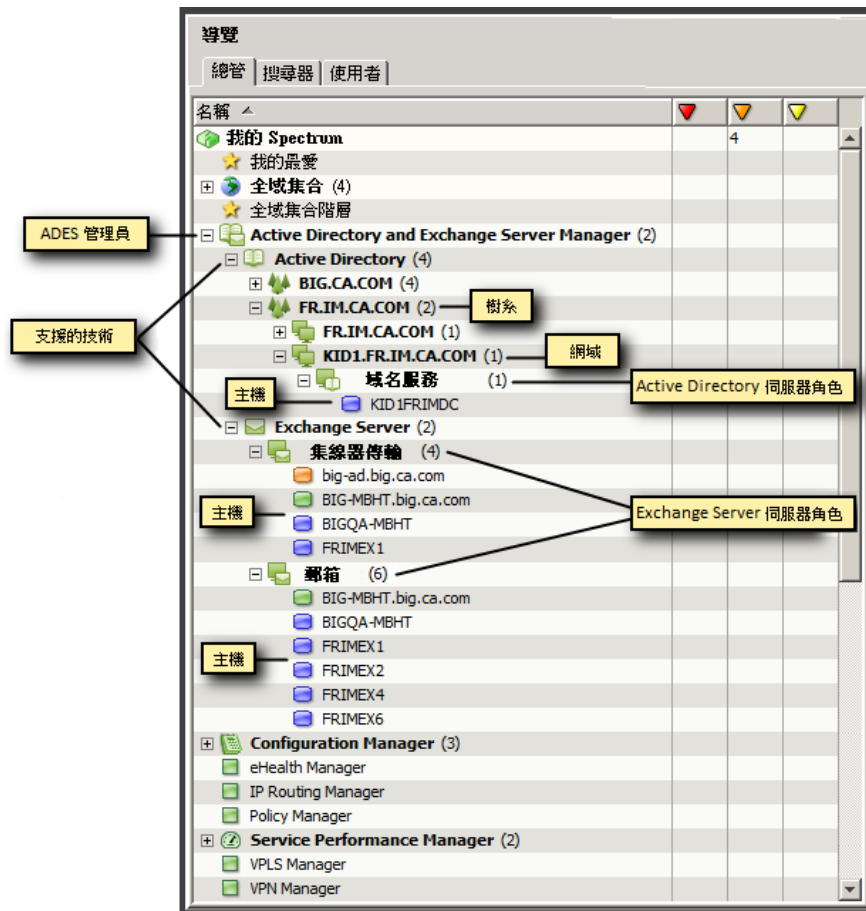 導覽
總管 搜尋器 使用者
名稱
我的 Spectrum 4
我的最愛
全域集合 (4)
全域集合階層
ADES 管理員
Active Directory and Exchange Server Manager (2)
Active Directory (4)
BIG.CA.COM (4)
FR.IM.CA.COM (2) 樹系
支援的技術
FR.IM.CA.COM (1)
KID1.FR.IM.CA.COM (1) 網域
域名服務 (1) Active Directory 伺服器角色
主機
KID1FRIMDC
Exchange Server (2)
集線器傳輸 (4)
big-ad.big.ca.com
BIG-MBHT.big.ca.com
主機 Exchange Server 伺服器角色
BIGQA-MBHT
FRIMEX1
郵箱 (6)
BIG-MBHT.big.ca.com
BIGQA-MBHT
FRIMEX1
主機
FRIMEX2
FRIMEX4
FRIMEX6
Configuration Manager (3)
eHealth Manager
IP Routing Manager
Policy Manager
Service Performance Manager (2)
VPLS Manager
VPN Manager